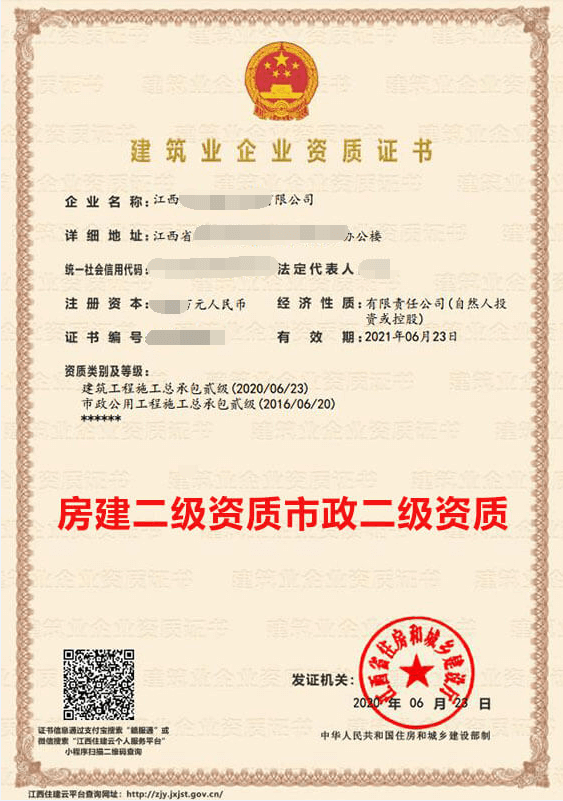 建筑业企业资质证书
企业名称：江西 有限公司
详细地址：江西省 办公楼
统一社会信用代码： 法定代表人
注册资本： 万元人民币 经济性质：有限责任公司(自然人投
资或控股)
证书编号 有效期：2021年06月23日
资质类别及等级：
建筑工程施工总承包贰级(2020/06/23)
市政公用工程施工总承包贰级(2016/06/20)
******
房建二级资质市政二级资质
江西省住房和城乡建设厅
发证机关：
2020 年 06 月 23 日
证书信息通过支付宝搜索“赣服通”或
微信搜索“江西住建云个人服务平台”
小程序扫描二维码查询
中华人民共和国住房和城乡建设部制
江西住建云平台查询网址：http://zjy.jxjst.gov.cn/